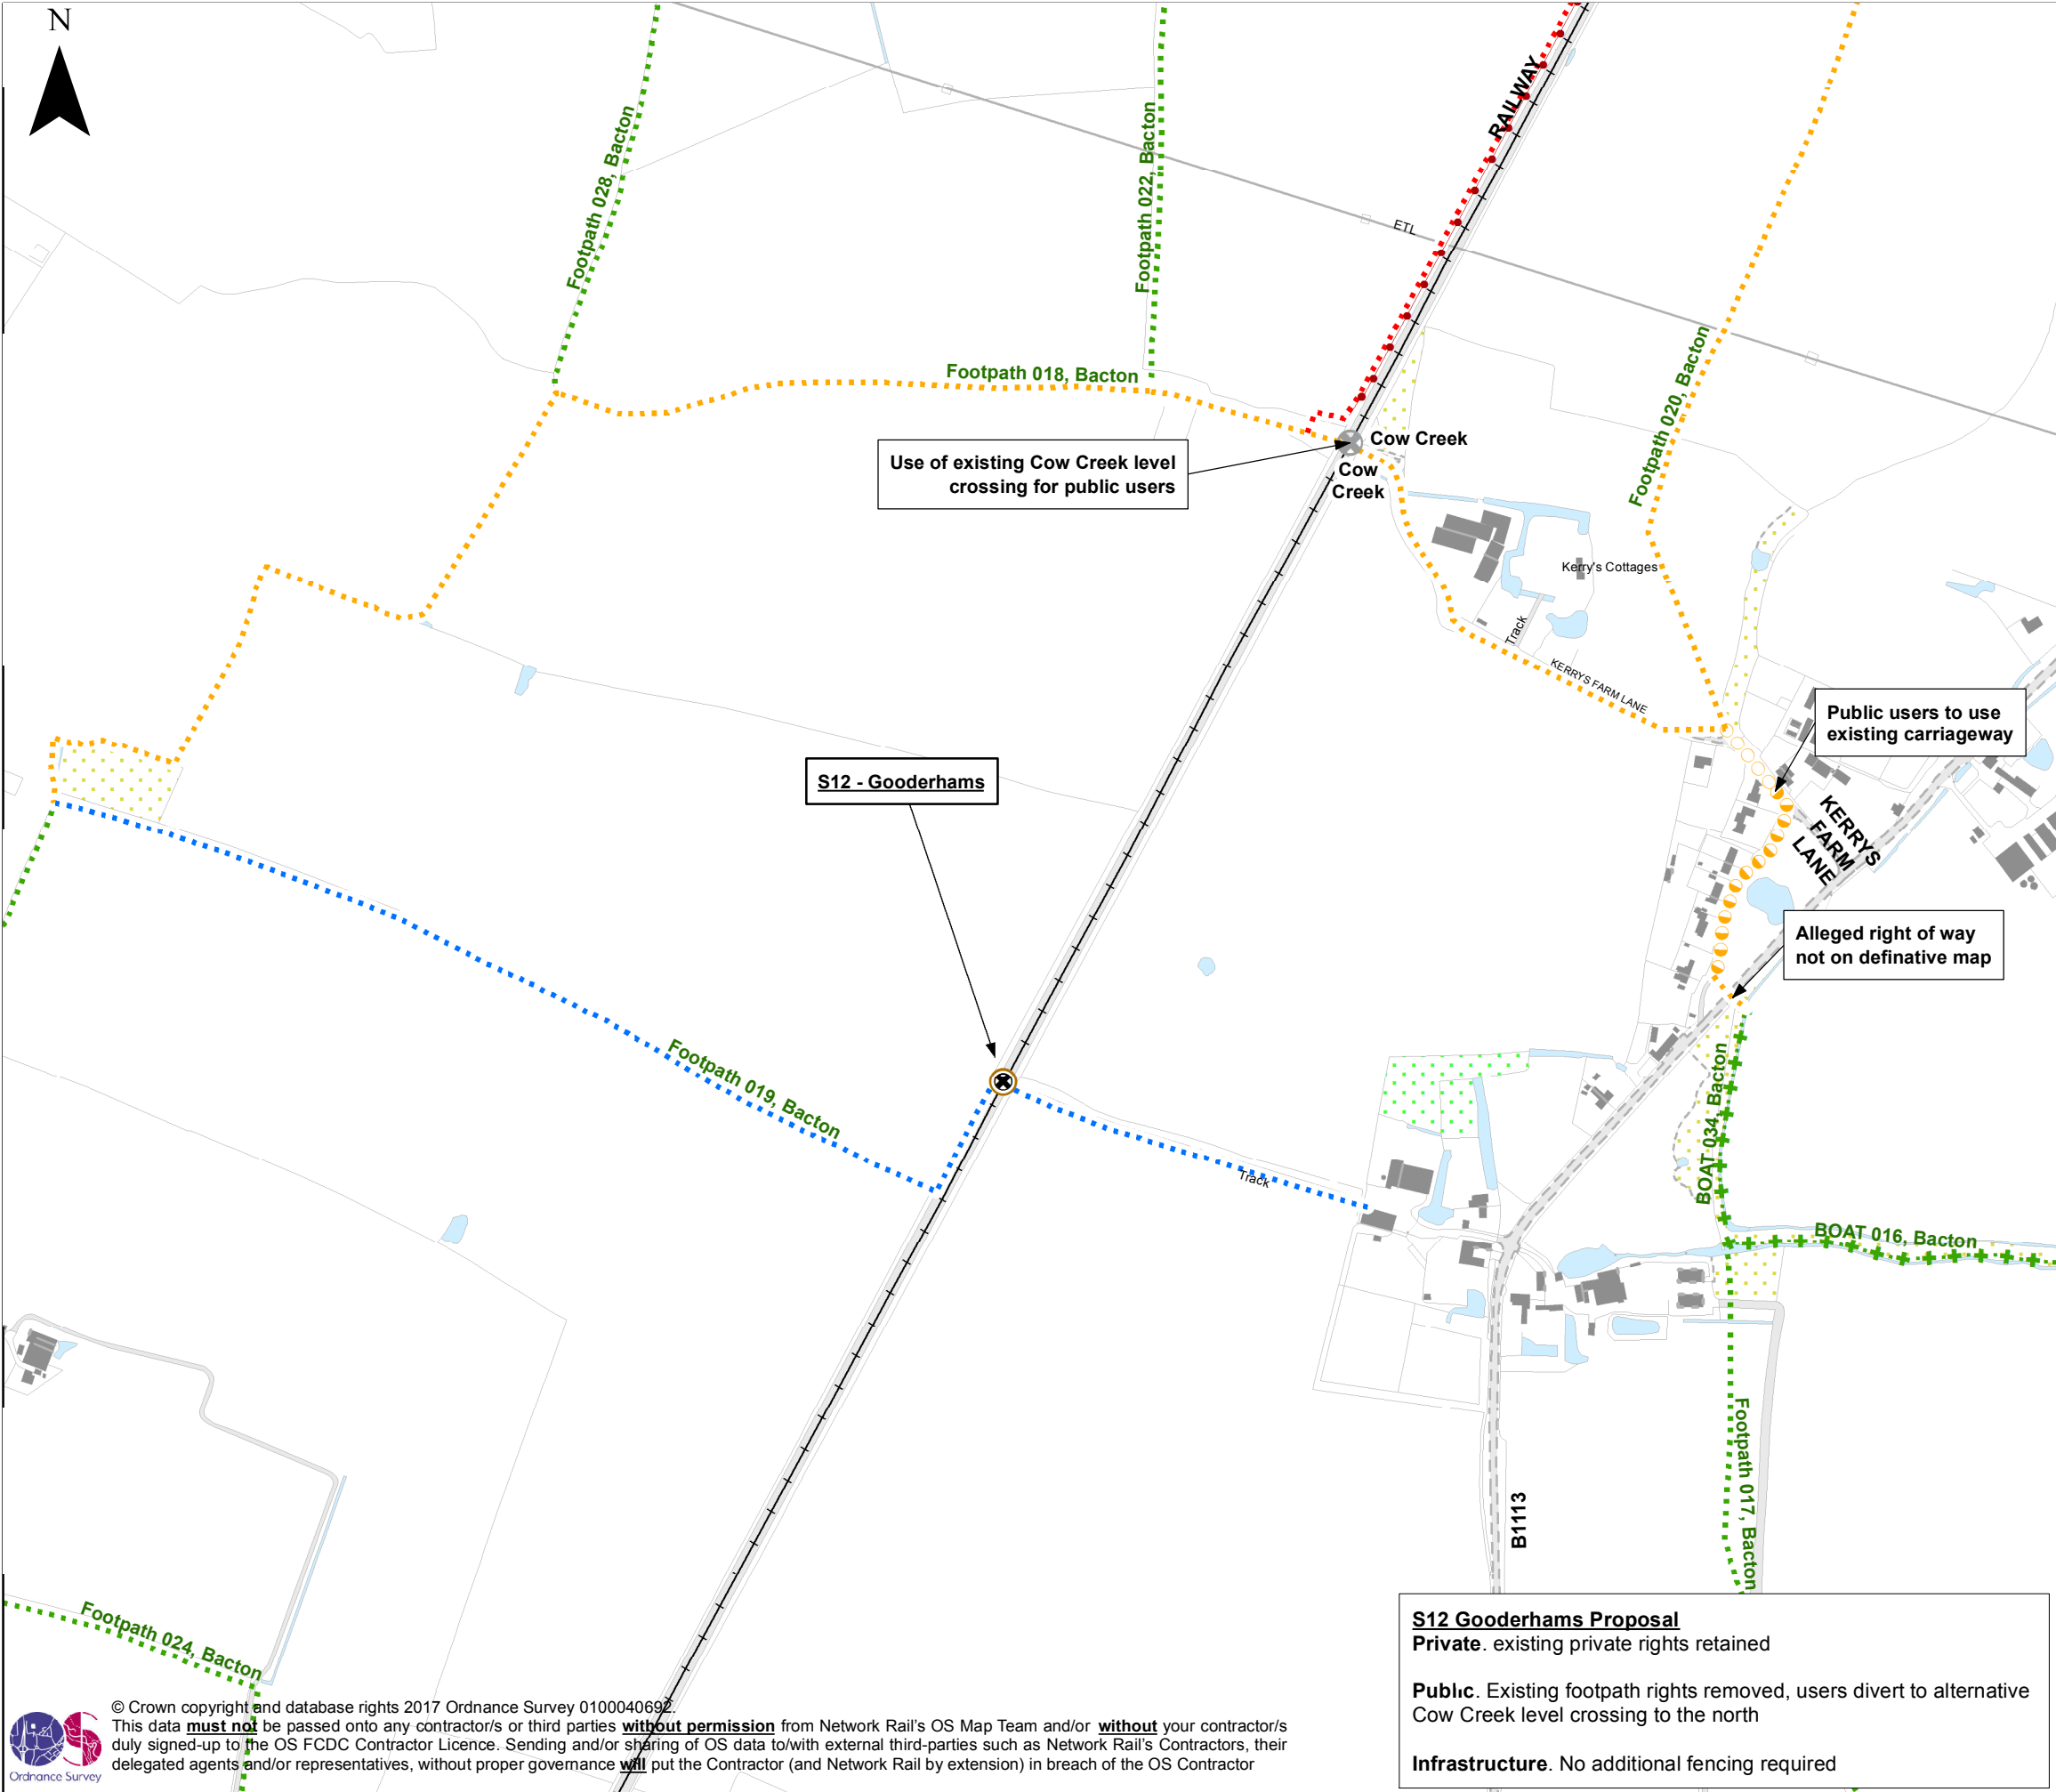 N
RAILWAY
Footpath 028, Bacton
Footpath 022, Bacton
ETL
Footpath 020, Bacton
Footpath 018, Bacton
Cow Creek
Use of existing Cow Creek level
crossing for public users
Cow
Creek
Kerry's Cottages
Track
KERRYS FARM LANE
Public users to use
existing carriageway
S12 - Gooderhams
KERRYS
FARM
LANE
Alleged right of way
not on definative map
Footpath 019, Bacton
BOAT 034, Bacton
Track
BOAT 016, Bacton
Footpath 017, Bacton
B1113
Footpath 024, Bacton
S12 Gooderhams Proposal
Private. existing private rights retained
Public. Existing footpath rights removed, users divert to alternative
Cow Creek level crossing to the north
Infrastructure. No additional fencing required
© Crown copyright and database rights 2017 Ordnance Survey 0100040692.
This data must not be passed onto any contractor/s or third parties without permission from Network Rail's OS Map Team and/or without your contractor/s
duly signed-up to the OS FCDC Contractor Licence. Sending and/or sharing of OS data to/with external third-parties such as Network Rail's Contractors, their
delegated agents and/or representatives, without proper governance will put the Contractor (and Network Rail by extension) in breach of the OS Contractor
Ordnance Survey